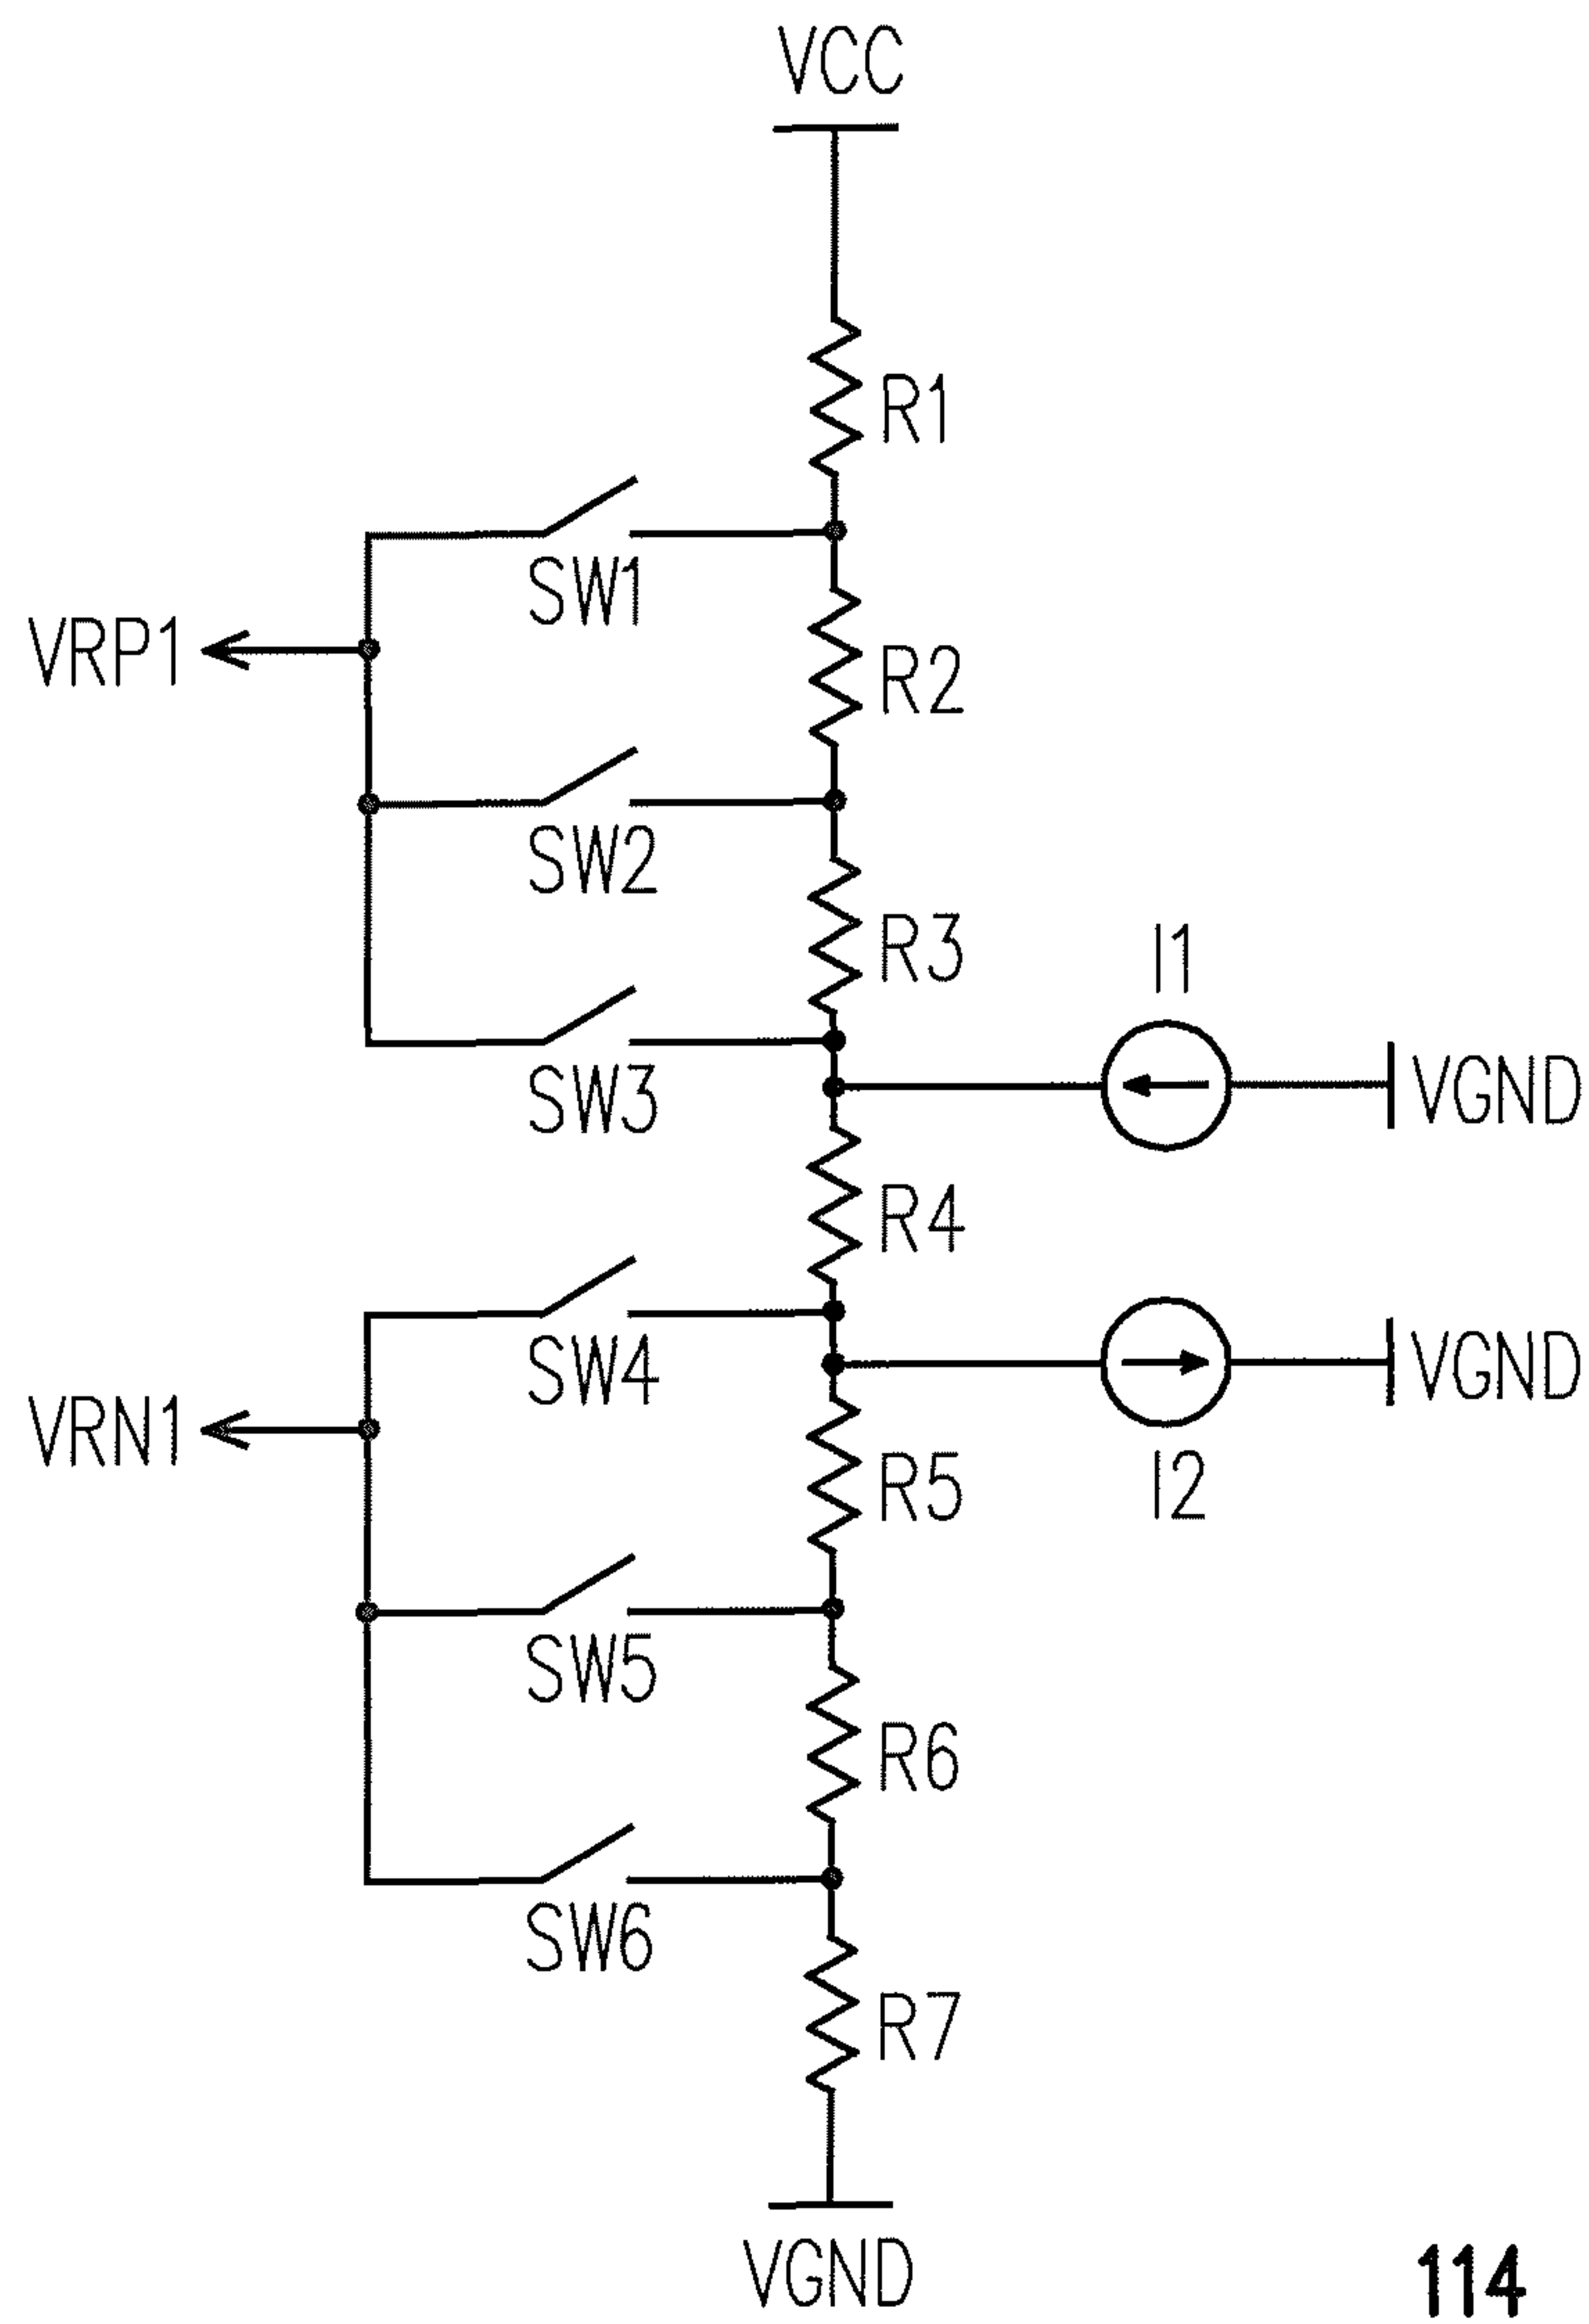 VCC
R1
SW1
VRP1
R2
SW2
R3
I1
SW3
VGND
R4
SW4
VGND
VRN1
R5
I2
SW5
R6
SW6
R7
VGND
114